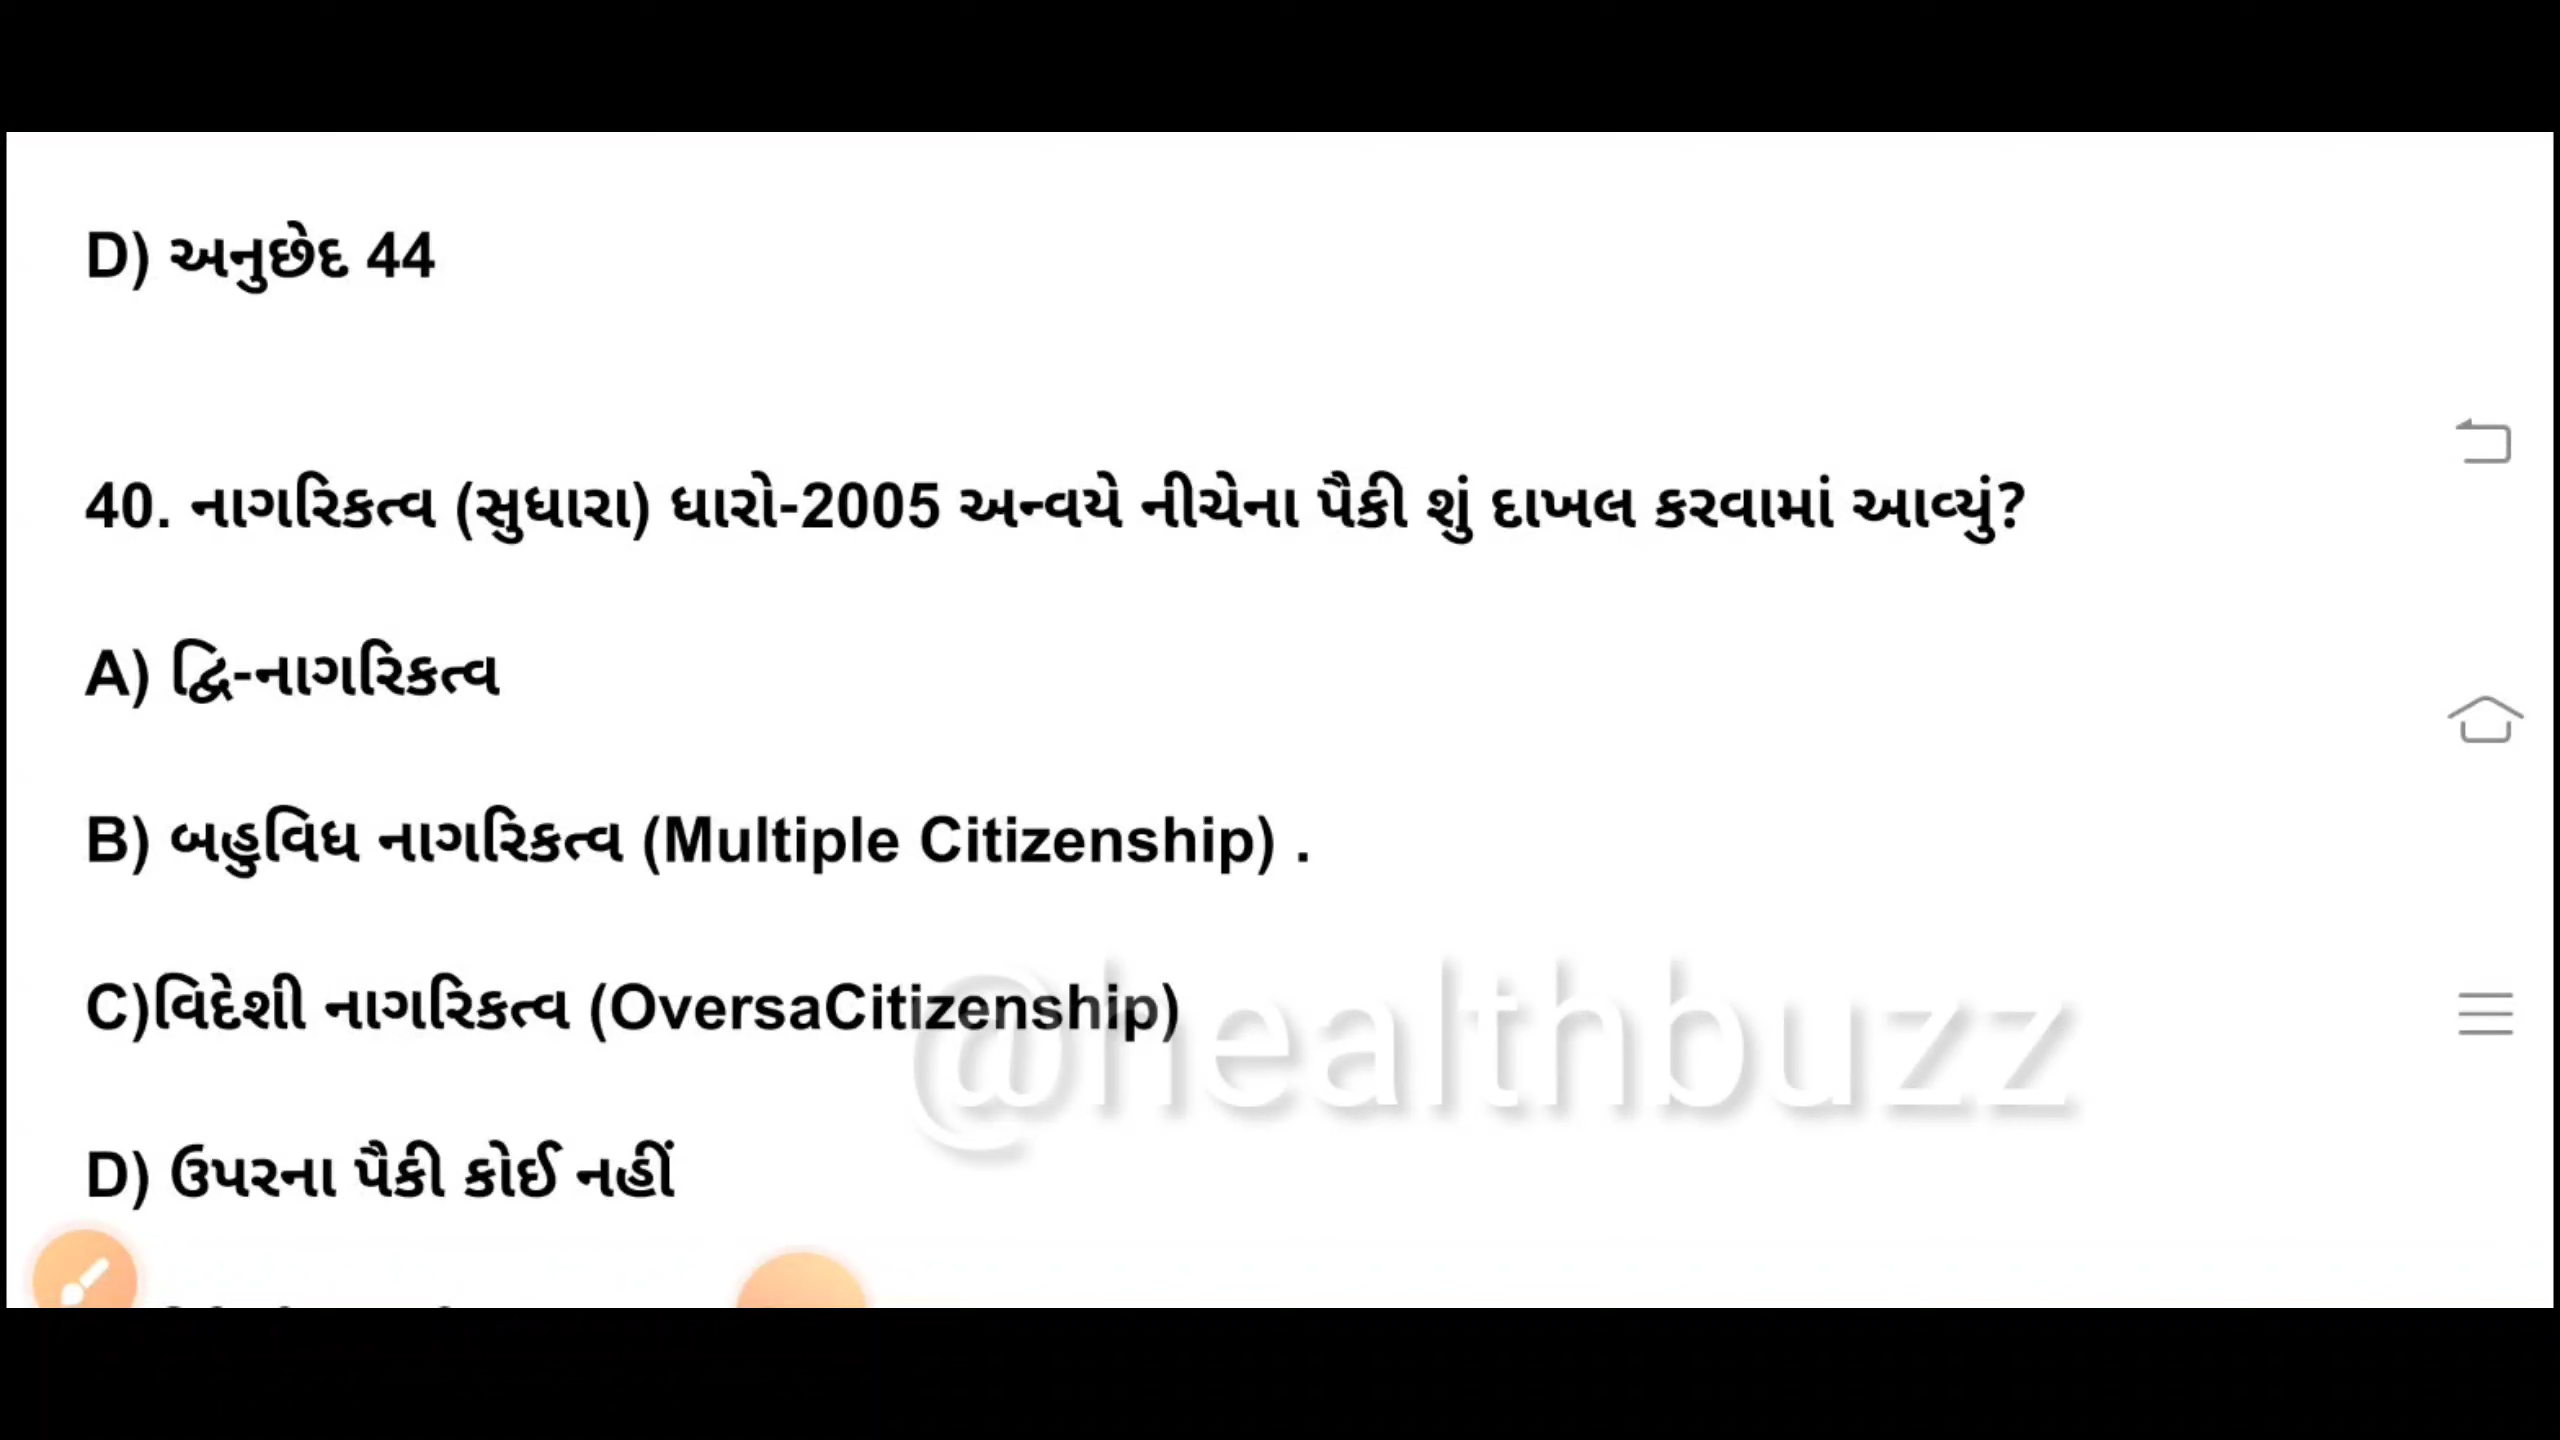 D) અનુછેદ 44
40. નાગરિકત્વ (સુધારા) ધારો-2005 અન્વયે નીચેના પૈકી શું દાખલ કરવામાં આવ્યું?
A) દ્વિ-નાગરિકત્વ
B) બહુવિધ નાગરિકત્વ (Multiple Citizenship) .
C)વિદેશી નાગરિકત્વ (OversaCitizenship)
@healthbuzz
D) ઉપરના પૈકી કોઈ નહીં